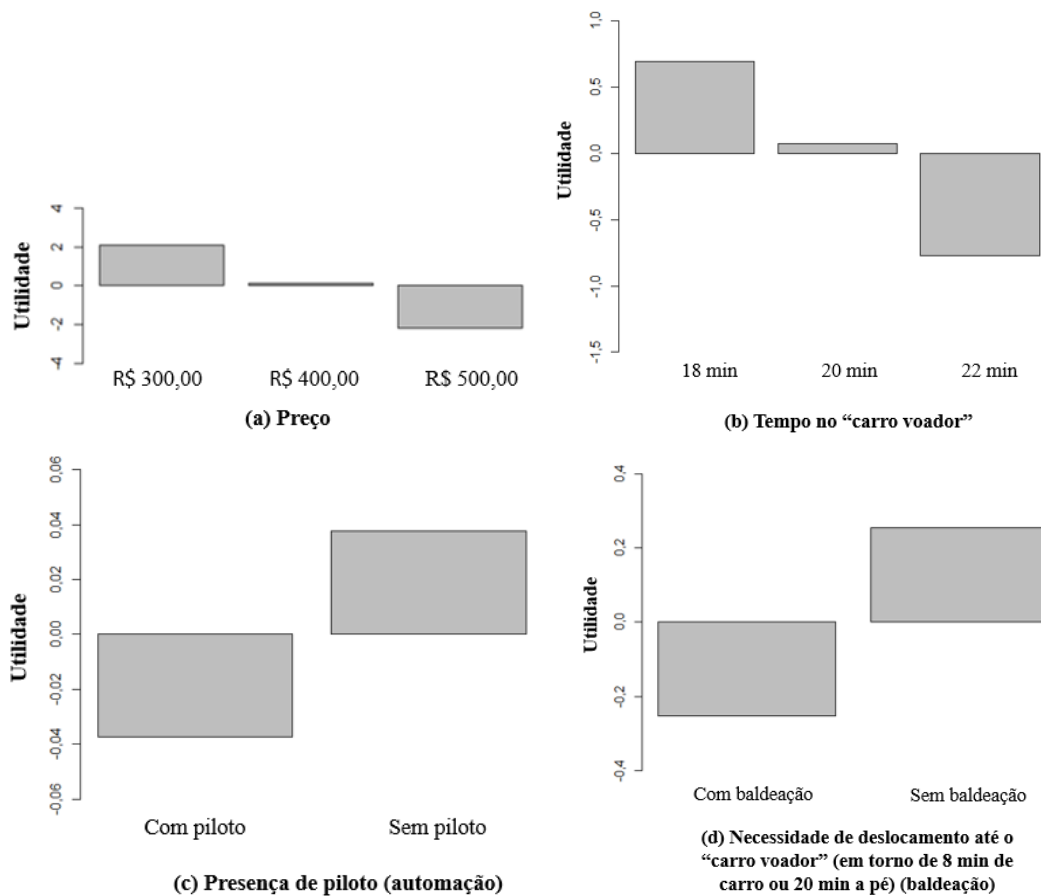 Utilidade
4
2
0
-2
-4
R$ 300,00 R$ 400,00 R$ 500,00
(a) Preço
Utilidade
1,0
0,5
0,0
-0,5
-1,0
-1,5
18 min 20 min 22 min
(b) Tempo no “carro voador”
Utilidade
0,06
0,04
0,02
0,00
-0,02
-0,04
-0,06
Com piloto Sem piloto
(c) Presença de piloto (automação)
Utilidade
0,4
0,2
0,0
-0,2
-0,4
Com baldeação Sem baldeação
(d) Necessidade de deslocamento até o
“carro voador” (em torno de 8 min de
carro ou 20 min a pé) (baldeação)